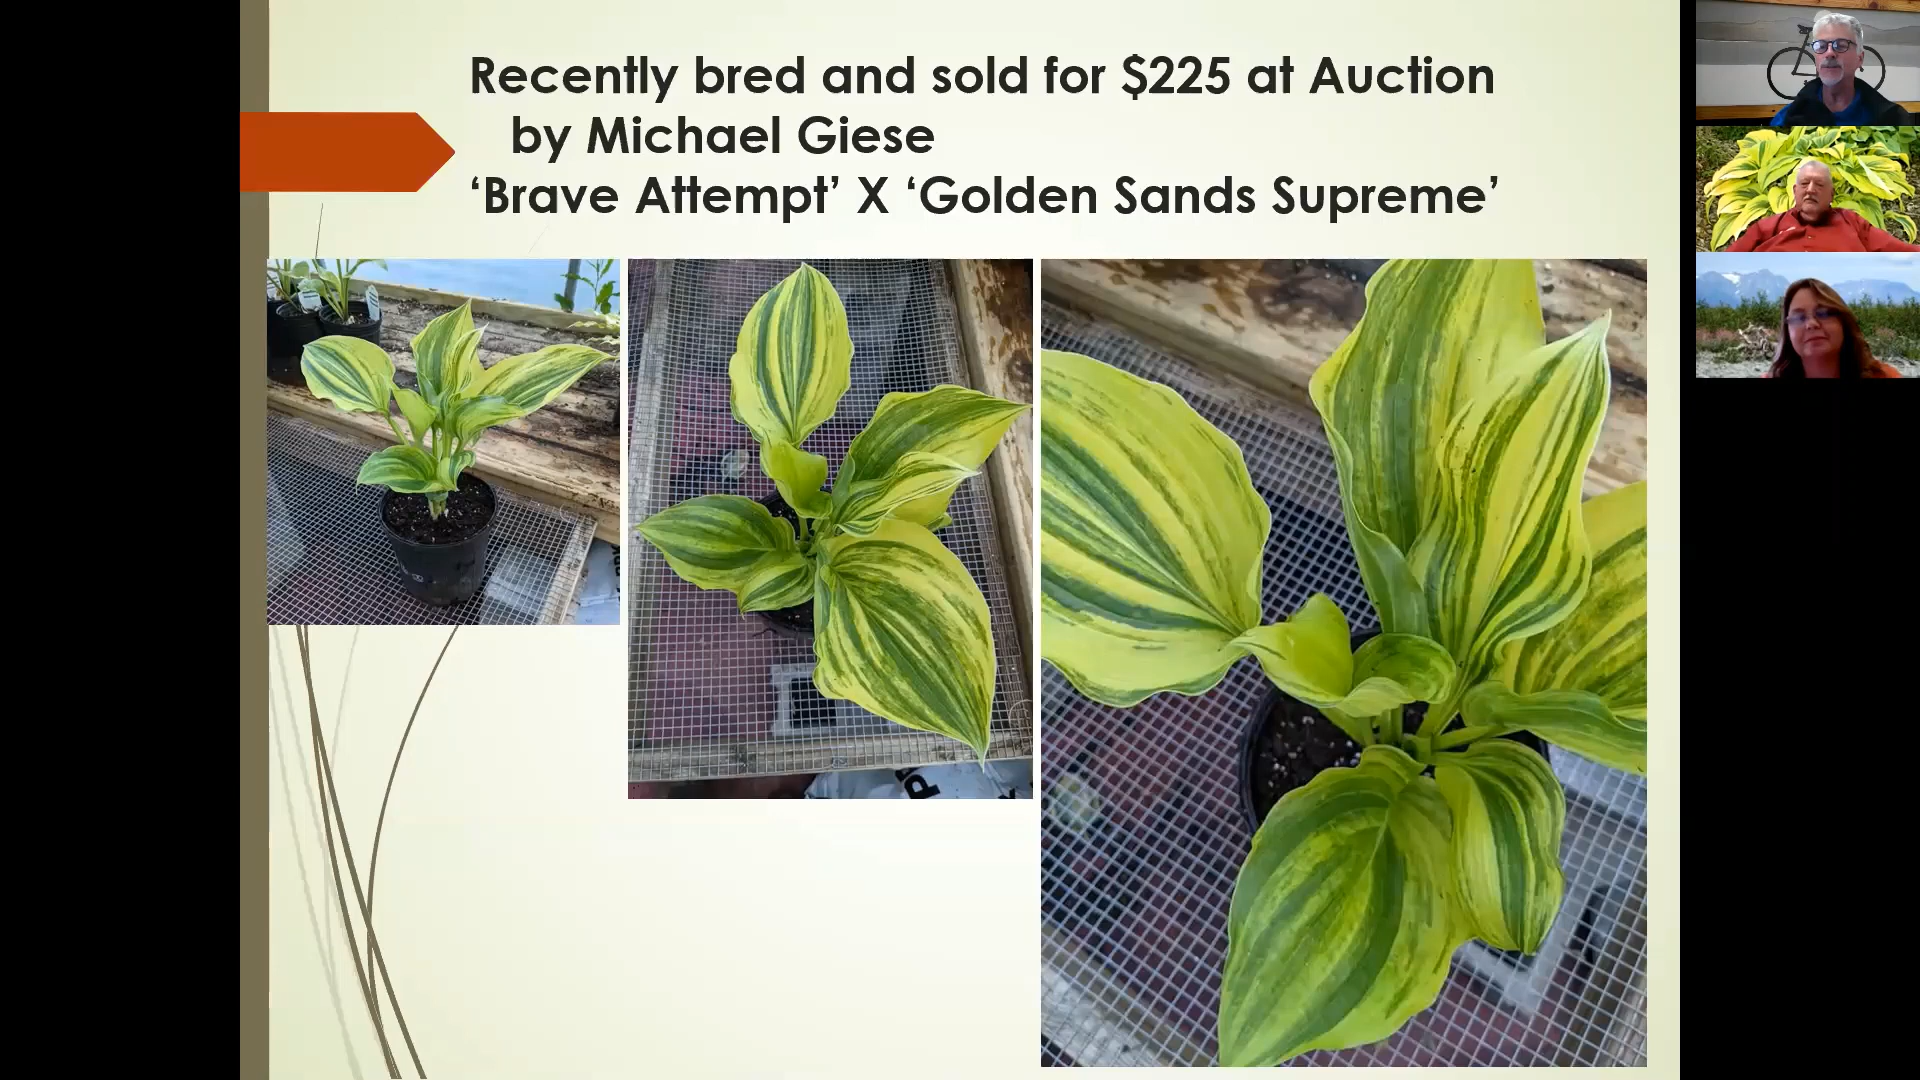 Recently bred and sold for $225 at Auction
by Michael Giese
‘Brave Attempt’ X ‘Golden Sands Supreme’